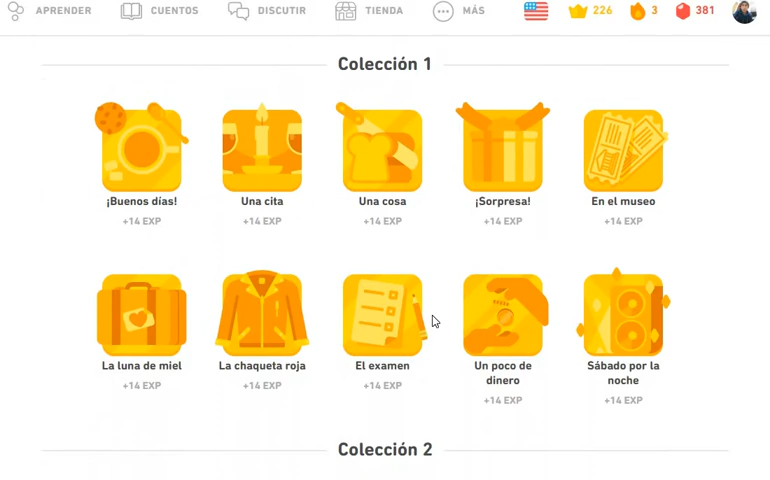 APRENDER CUENTOS DISCUTIR TIENDA MÁS 226 3 381
Colección 1
¡Buenos días! Una cita Una cosa ¡Sorpresa! En el museo
+14 EXP +14 EXP +14 EXP +14 EXP +14 EXP
La luna de miel La chaqueta roja El examen Un poco de dinero Sábado por la noche
+14 EXP +14 EXP +14 EXP +14 EXP +14 EXP
Colección 2